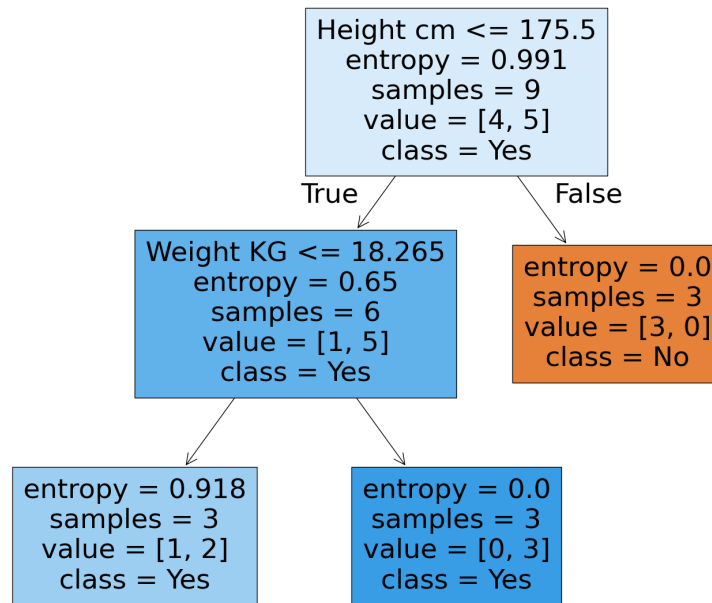 Height cm <= 175.5
entropy = 0.991
samples = 9
value = [4, 5]
class = Yes
True
False
Weight KG <= 18.265
entropy = 0.65
samples = 6
value = [1, 5]
class = Yes
entropy = 0.0
samples = 3
value = [3, 0]
class = No
entropy = 0.918
samples = 3
value = [1, 2]
class = Yes
entropy = 0.0
samples = 3
value = [0, 3]
class = Yes